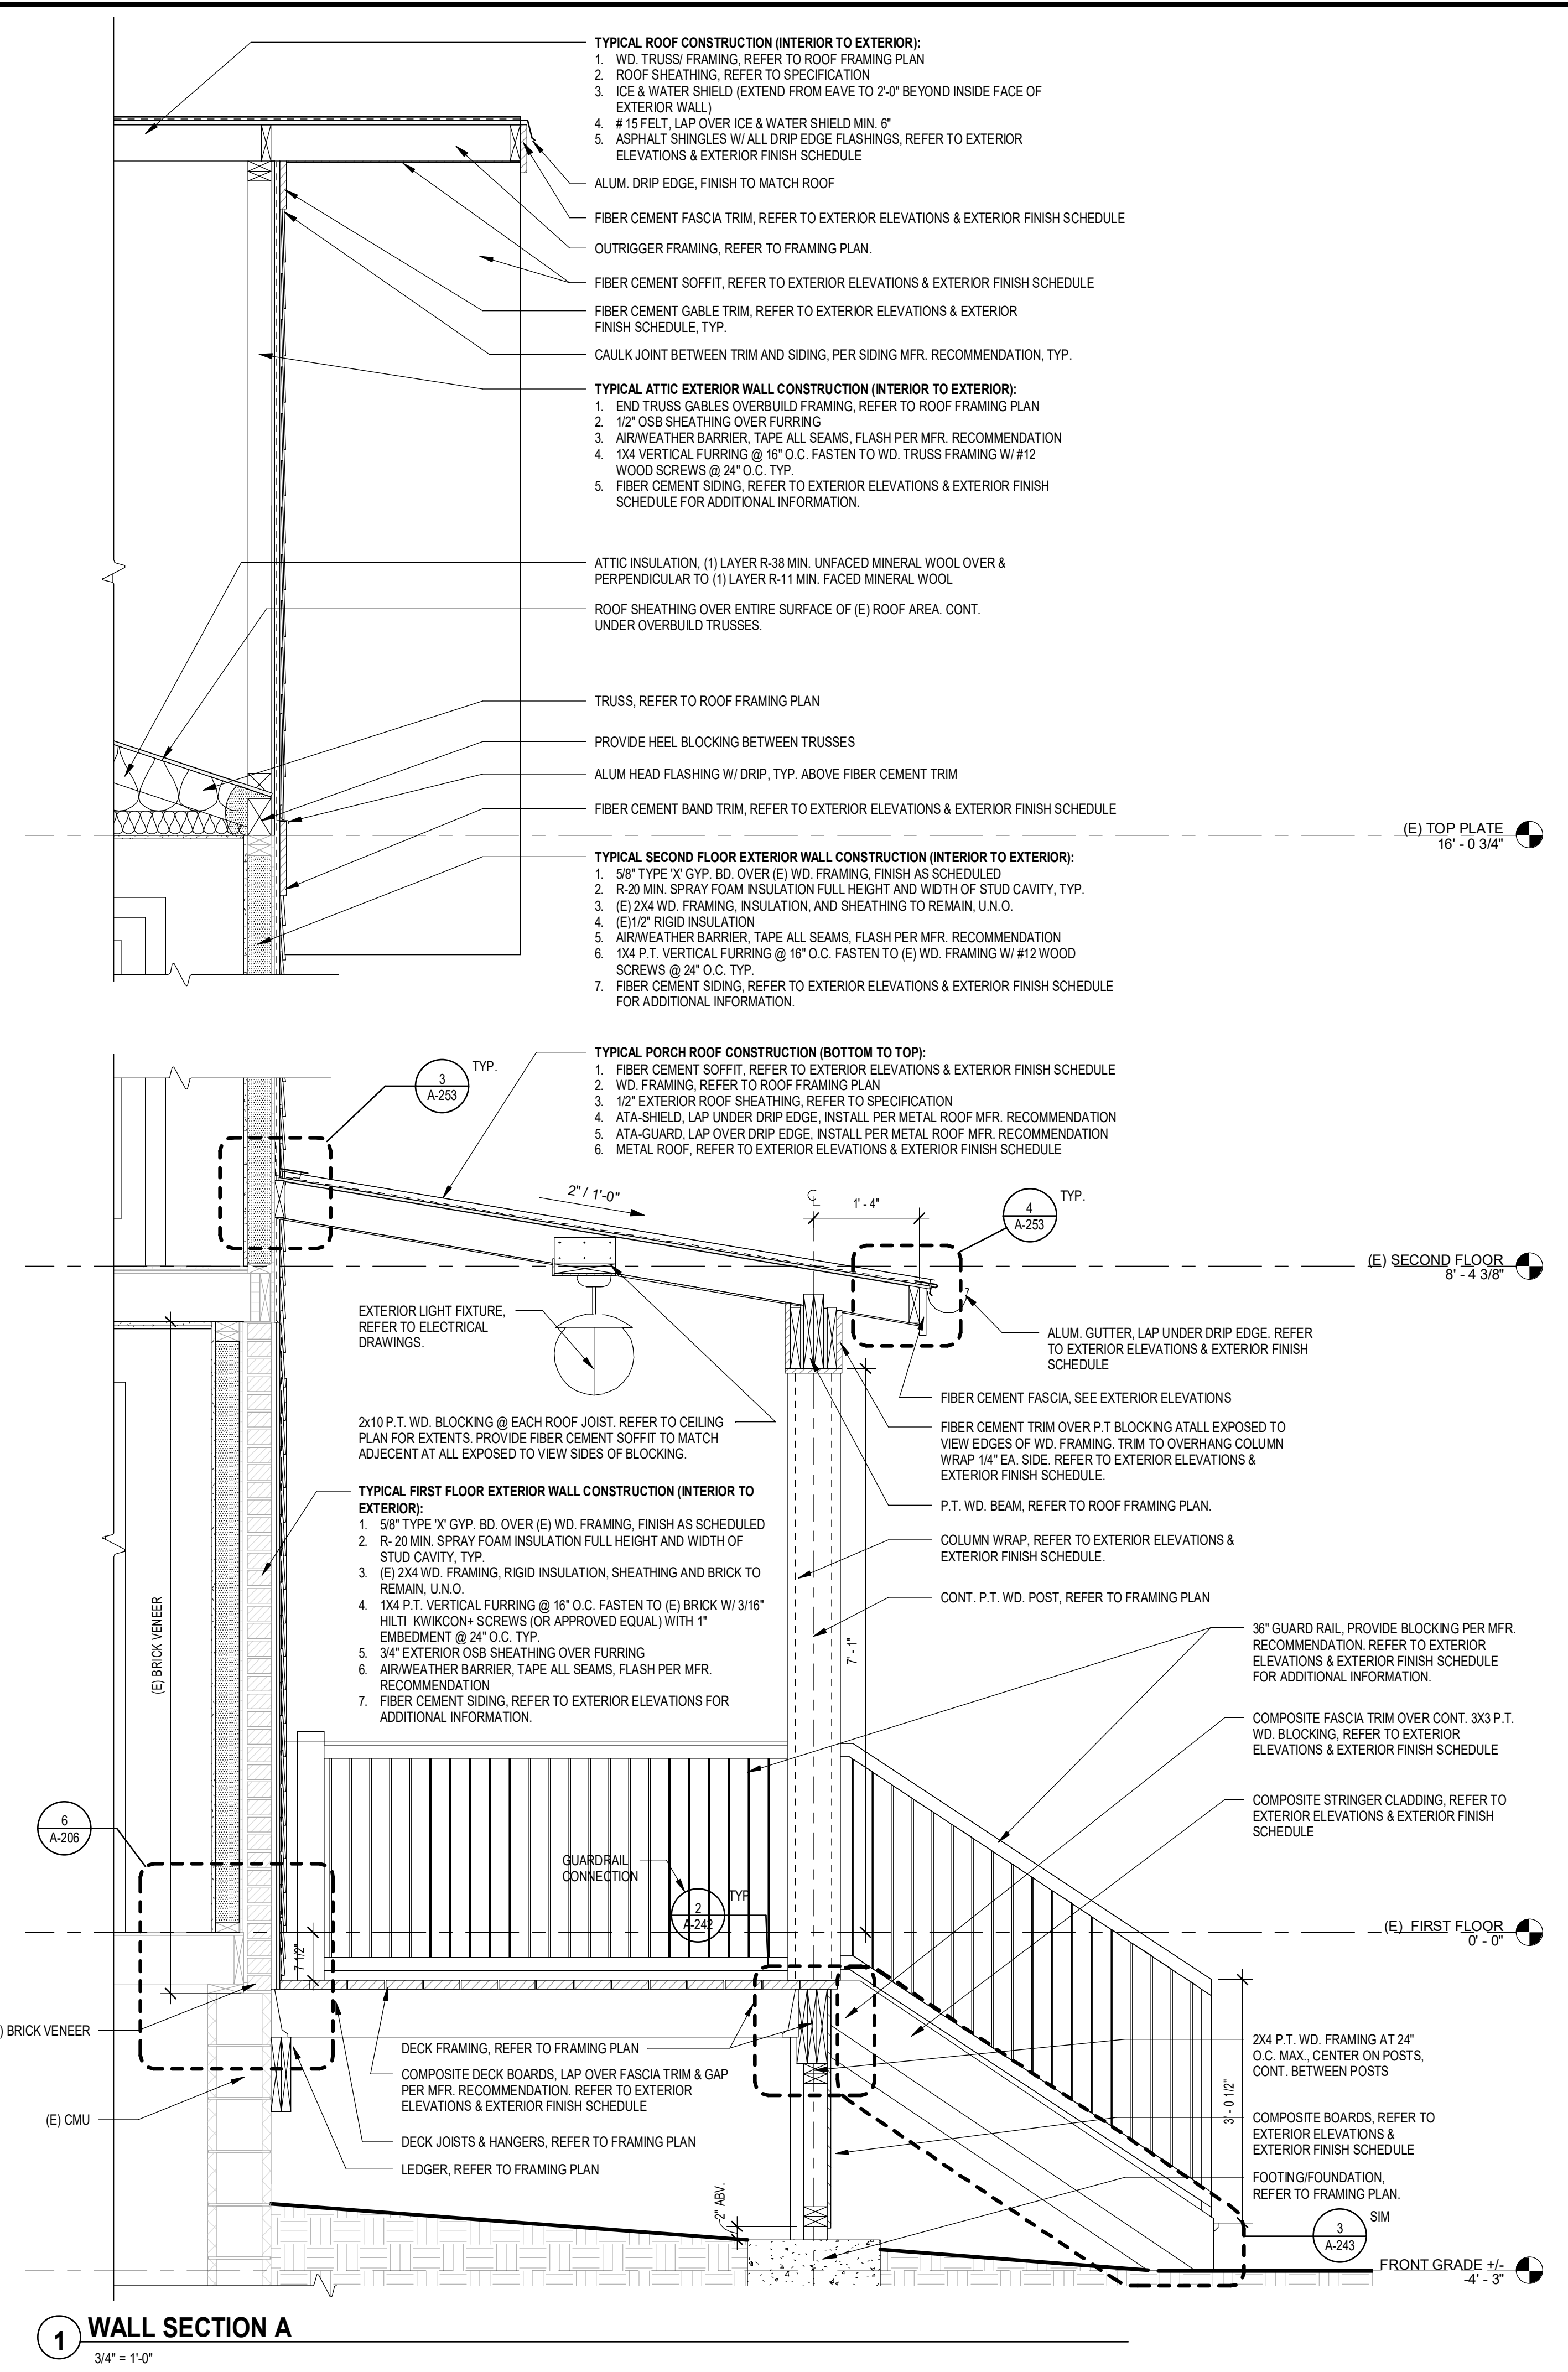 TYPICAL ROOF CONSTRUCTION (INTERIOR TO EXTERIOR):
1. WD. TRUSS/ FRAMING, REFER TO ROOF FRAMING PLAN
2. ROOF SHEATHING, REFER TO SPECIFICATION
3. ICE & WATER SHIELD (EXTEND FROM EAVE TO 2'-0" BEYOND INSIDE FACE OF
EXTERIOR WALL)
4. # 15 FELT, LAP OVER ICE & WATER SHIELD MIN. 6"
5. ASPHALT SHINGLES W/ ALL DRIP EDGE FLASHINGS, REFER TO EXTERIOR
ELEVATIONS & EXTERIOR FINISH SCHEDULE
ALUM. DRIP EDGE, FINISH TO MATCH ROOF
FIBER CEMENT FASCIA TRIM, REFER TO EXTERIOR ELEVATIONS & EXTERIOR FINISH SCHEDULE
OUTRIGGER FRAMING, REFER TO FRAMING PLAN.
FIBER CEMENT SOFFIT, REFER TO EXTERIOR ELEVATIONS & EXTERIOR FINISH SCHEDULE
FIBER CEMENT GABLE TRIM, REFER TO EXTERIOR ELEVATIONS & EXTERIOR
FINISH SCHEDULE, TYP.
CAULK JOINT BETWEEN TRIM AND SIDING, PER SIDING MFR. RECOMMENDATION, TYP.
TYPICAL ATTIC EXTERIOR WALL CONSTRUCTION (INTERIOR TO EXTERIOR):
1. END TRUSS GABLES OVERBUILD FRAMING, REFER TO ROOF FRAMING PLAN
2. 1/2" OSB SHEATHING OVER FURRING
3. AIR/WEATHER BARRIER, TAPE ALL SEAMS, FLASH PER MFR. RECOMMENDATION
4. 1X4 VERTICAL FURRING @ 16" O.C. FASTEN TO WD. TRUSS FRAMING W/ #12
WOOD SCREWS @ 24" O.C. TYP.
5. FIBER CEMENT SIDING, REFER TO EXTERIOR ELEVATIONS & EXTERIOR FINISH
SCHEDULE FOR ADDITIONAL INFORMATION.
ATTIC INSULATION, (1) LAYER R-38 MIN. UNFACED MINERAL WOOL OVER &
PERPENDICULAR TO (1) LAYER R-11 MIN. FACED MINERAL WOOL
ROOF SHEATHING OVER ENTIRE SURFACE OF (E) ROOF AREA. CONT.
UNDER OVERBUILD TRUSSES.
TRUSS, REFER TO ROOF FRAMING PLAN
PROVIDE HEEL BLOCKING BETWEEN TRUSSES
ALUM HEAD FLASHING W/ DRIP, TYP. ABOVE FIBER CEMENT TRIM
FIBER CEMENT BAND TRIM, REFER TO EXTERIOR ELEVATIONS & EXTERIOR FINISH SCHEDULE
(E) TOP PLATE
16' - 0 3/4"
TYPICAL SECOND FLOOR EXTERIOR WALL CONSTRUCTION (INTERIOR TO EXTERIOR):
1. 5/8" TYPE 'X' GYP. BD. OVER (E) WD. FRAMING, FINISH AS SCHEDULED
2. R-20 MIN. SPRAY FOAM INSULATION FULL HEIGHT AND WIDTH OF STUD CAVITY, TYP.
3. (E) 2X4 WD. FRAMING, INSULATION, AND SHEATHING TO REMAIN, U.N.O.
4. (E)1/2" RIGID INSULATION
5. AIR/WEATHER BARRIER, TAPE ALL SEAMS, FLASH PER MFR. RECOMMENDATION
6. 1X4 P.T. VERTICAL FURRING @ 16" O.C. FASTEN TO (E) WD. FRAMING W/ #12 WOOD
SCREWS @ 24" O.C. TYP.
7. FIBER CEMENT SIDING, REFER TO EXTERIOR ELEVATIONS & EXTERIOR FINISH SCHEDULE
FOR ADDITIONAL INFORMATION.
TYPICAL PORCH ROOF CONSTRUCTION (BOTTOM TO TOP):
1. FIBER CEMENT SOFFIT, REFER TO EXTERIOR ELEVATIONS & EXTERIOR FINISH SCHEDULE
2. WD. FRAMING, REFER TO ROOF FRAMING PLAN
3. 1/2" EXTERIOR ROOF SHEATHING, REFER TO SPECIFICATION
4. ATA-SHIELD, LAP UNDER DRIP EDGE, INSTALL PER METAL ROOF MFR. RECOMMENDATION
5. ATA-GUARD, LAP OVER DRIP EDGE, INSTALL PER METAL ROOF MFR. RECOMMENDATION
6. METAL ROOF, REFER TO EXTERIOR ELEVATIONS & EXTERIOR FINISH SCHEDULE
3
A-253
TYP.
2" / 1'-0"
1' - 4"
4
A-253
TYP.
(E) SECOND FLOOR
8' - 4 3/8"
EXTERIOR LIGHT FIXTURE,
REFER TO ELECTRICAL
DRAWINGS.
ALUM. GUTTER, LAP UNDER DRIP EDGE. REFER
TO EXTERIOR ELEVATIONS & EXTERIOR FINISH
SCHEDULE
FIBER CEMENT FASCIA, SEE EXTERIOR ELEVATIONS
2x10 P.T. WD. BLOCKING @ EACH ROOF JOIST. REFER TO CEILING
PLAN FOR EXTENTS. PROVIDE FIBER CEMENT SOFFIT TO MATCH
ADJECENT AT ALL EXPOSED TO VIEW SIDES OF BLOCKING.
FIBER CEMENT TRIM OVER P.T BLOCKING ATALL EXPOSED TO
VIEW EDGES OF WD. FRAMING. TRIM TO OVERHANG COLUMN
WRAP 1/4" EA. SIDE. REFER TO EXTERIOR ELEVATIONS &
EXTERIOR FINISH SCHEDULE.
P.T. WD. BEAM, REFER TO ROOF FRAMING PLAN.
COLUMN WRAP, REFER TO EXTERIOR ELEVATIONS &
EXTERIOR FINISH SCHEDULE.
CONT. P.T. WD. POST, REFER TO FRAMING PLAN
TYPICAL FIRST FLOOR EXTERIOR WALL CONSTRUCTION (INTERIOR TO
EXTERIOR):
1. 5/8" TYPE 'X' GYP. BD. OVER (E) WD. FRAMING, FINISH AS SCHEDULED
2. R- 20 MIN. SPRAY FOAM INSULATION FULL HEIGHT AND WIDTH OF
STUD CAVITY, TYP.
3. (E) 2X4 WD. FRAMING, RIGID INSULATION, SHEATHING AND BRICK TO
REMAIN, U.N.O.
4. 1X4 P.T. VERTICAL FURRING @ 16" O.C. FASTEN TO (E) BRICK W/ 3/16"
HILTI KWIKCON+ SCREWS (OR APPROVED EQUAL) WITH 1"
EMBEDMENT @ 24" O.C. TYP.
5. 3/4" EXTERIOR OSB SHEATHING OVER FURRING
6. AIR/WEATHER BARRIER, TAPE ALL SEAMS, FLASH PER MFR.
RECOMMENDATION
7. FIBER CEMENT SIDING, REFER TO EXTERIOR ELEVATIONS FOR
ADDITIONAL INFORMATION.
(E) BRICK VENEER
7' - 1"
36" GUARD RAIL, PROVIDE BLOCKING PER MFR.
RECOMMENDATION. REFER TO EXTERIOR
ELEVATIONS & EXTERIOR FINISH SCHEDULE
FOR ADDITIONAL INFORMATION.
COMPOSITE FASCIA TRIM OVER CONT. 3X3 P.T.
WD. BLOCKING, REFER TO EXTERIOR
ELEVATIONS & EXTERIOR FINISH SCHEDULE
COMPOSITE STRINGER CLADDING, REFER TO
EXTERIOR ELEVATIONS & EXTERIOR FINISH
SCHEDULE
6
A-206
GUARDRAIL
CONNECTION
2
A-242
TYP
(E) FIRST FLOOR
0' - 0"
7 1/2"
) BRICK VENEER
(E) CMU
DECK FRAMING, REFER TO FRAMING PLAN
COMPOSITE DECK BOARDS, LAP OVER FASCIA TRIM & GAP
PER MFR. RECOMMENDATION. REFER TO EXTERIOR
ELEVATIONS & EXTERIOR FINISH SCHEDULE
DECK JOISTS & HANGERS, REFER TO FRAMING PLAN
LEDGER, REFER TO FRAMING PLAN
2" ABV.
3' - 0 1/2"
2X4 P.T. WD. FRAMING AT 24"
O.C. MAX., CENTER ON POSTS,
CONT. BETWEEN POSTS
COMPOSITE BOARDS, REFER TO
EXTERIOR ELEVATIONS &
EXTERIOR FINISH SCHEDULE
FOOTING/FOUNDATION,
REFER TO FRAMING PLAN.
3
A-243
SIM
FRONT GRADE +/-
-4' - 3"
1
WALL SECTION A
3/4" = 1'-0"